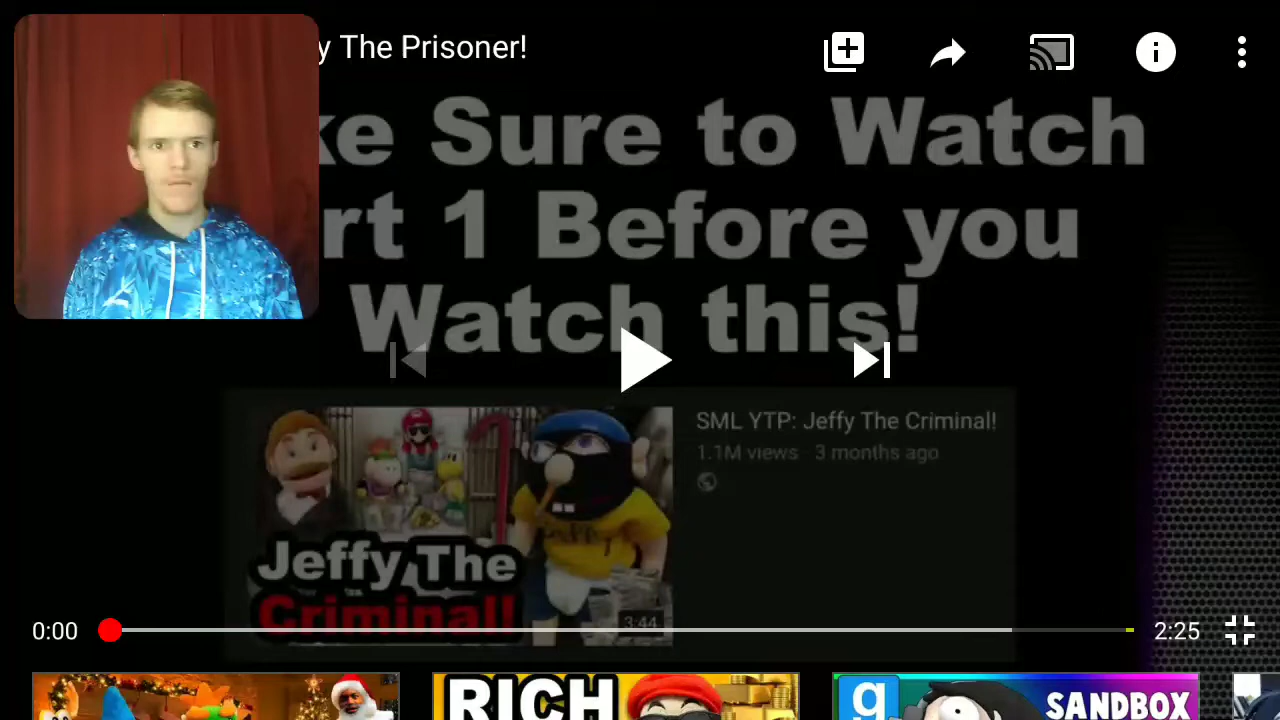 y The Prisoner!
ke Sure to Watch
rt 1 Before you
Watch this!
SML YTP: Jeffy The Criminal!
1.1M views · 3 months ago
Jeffy The
Criminal!
3:44
0:00
2:25
RICH
g
SANDBOX